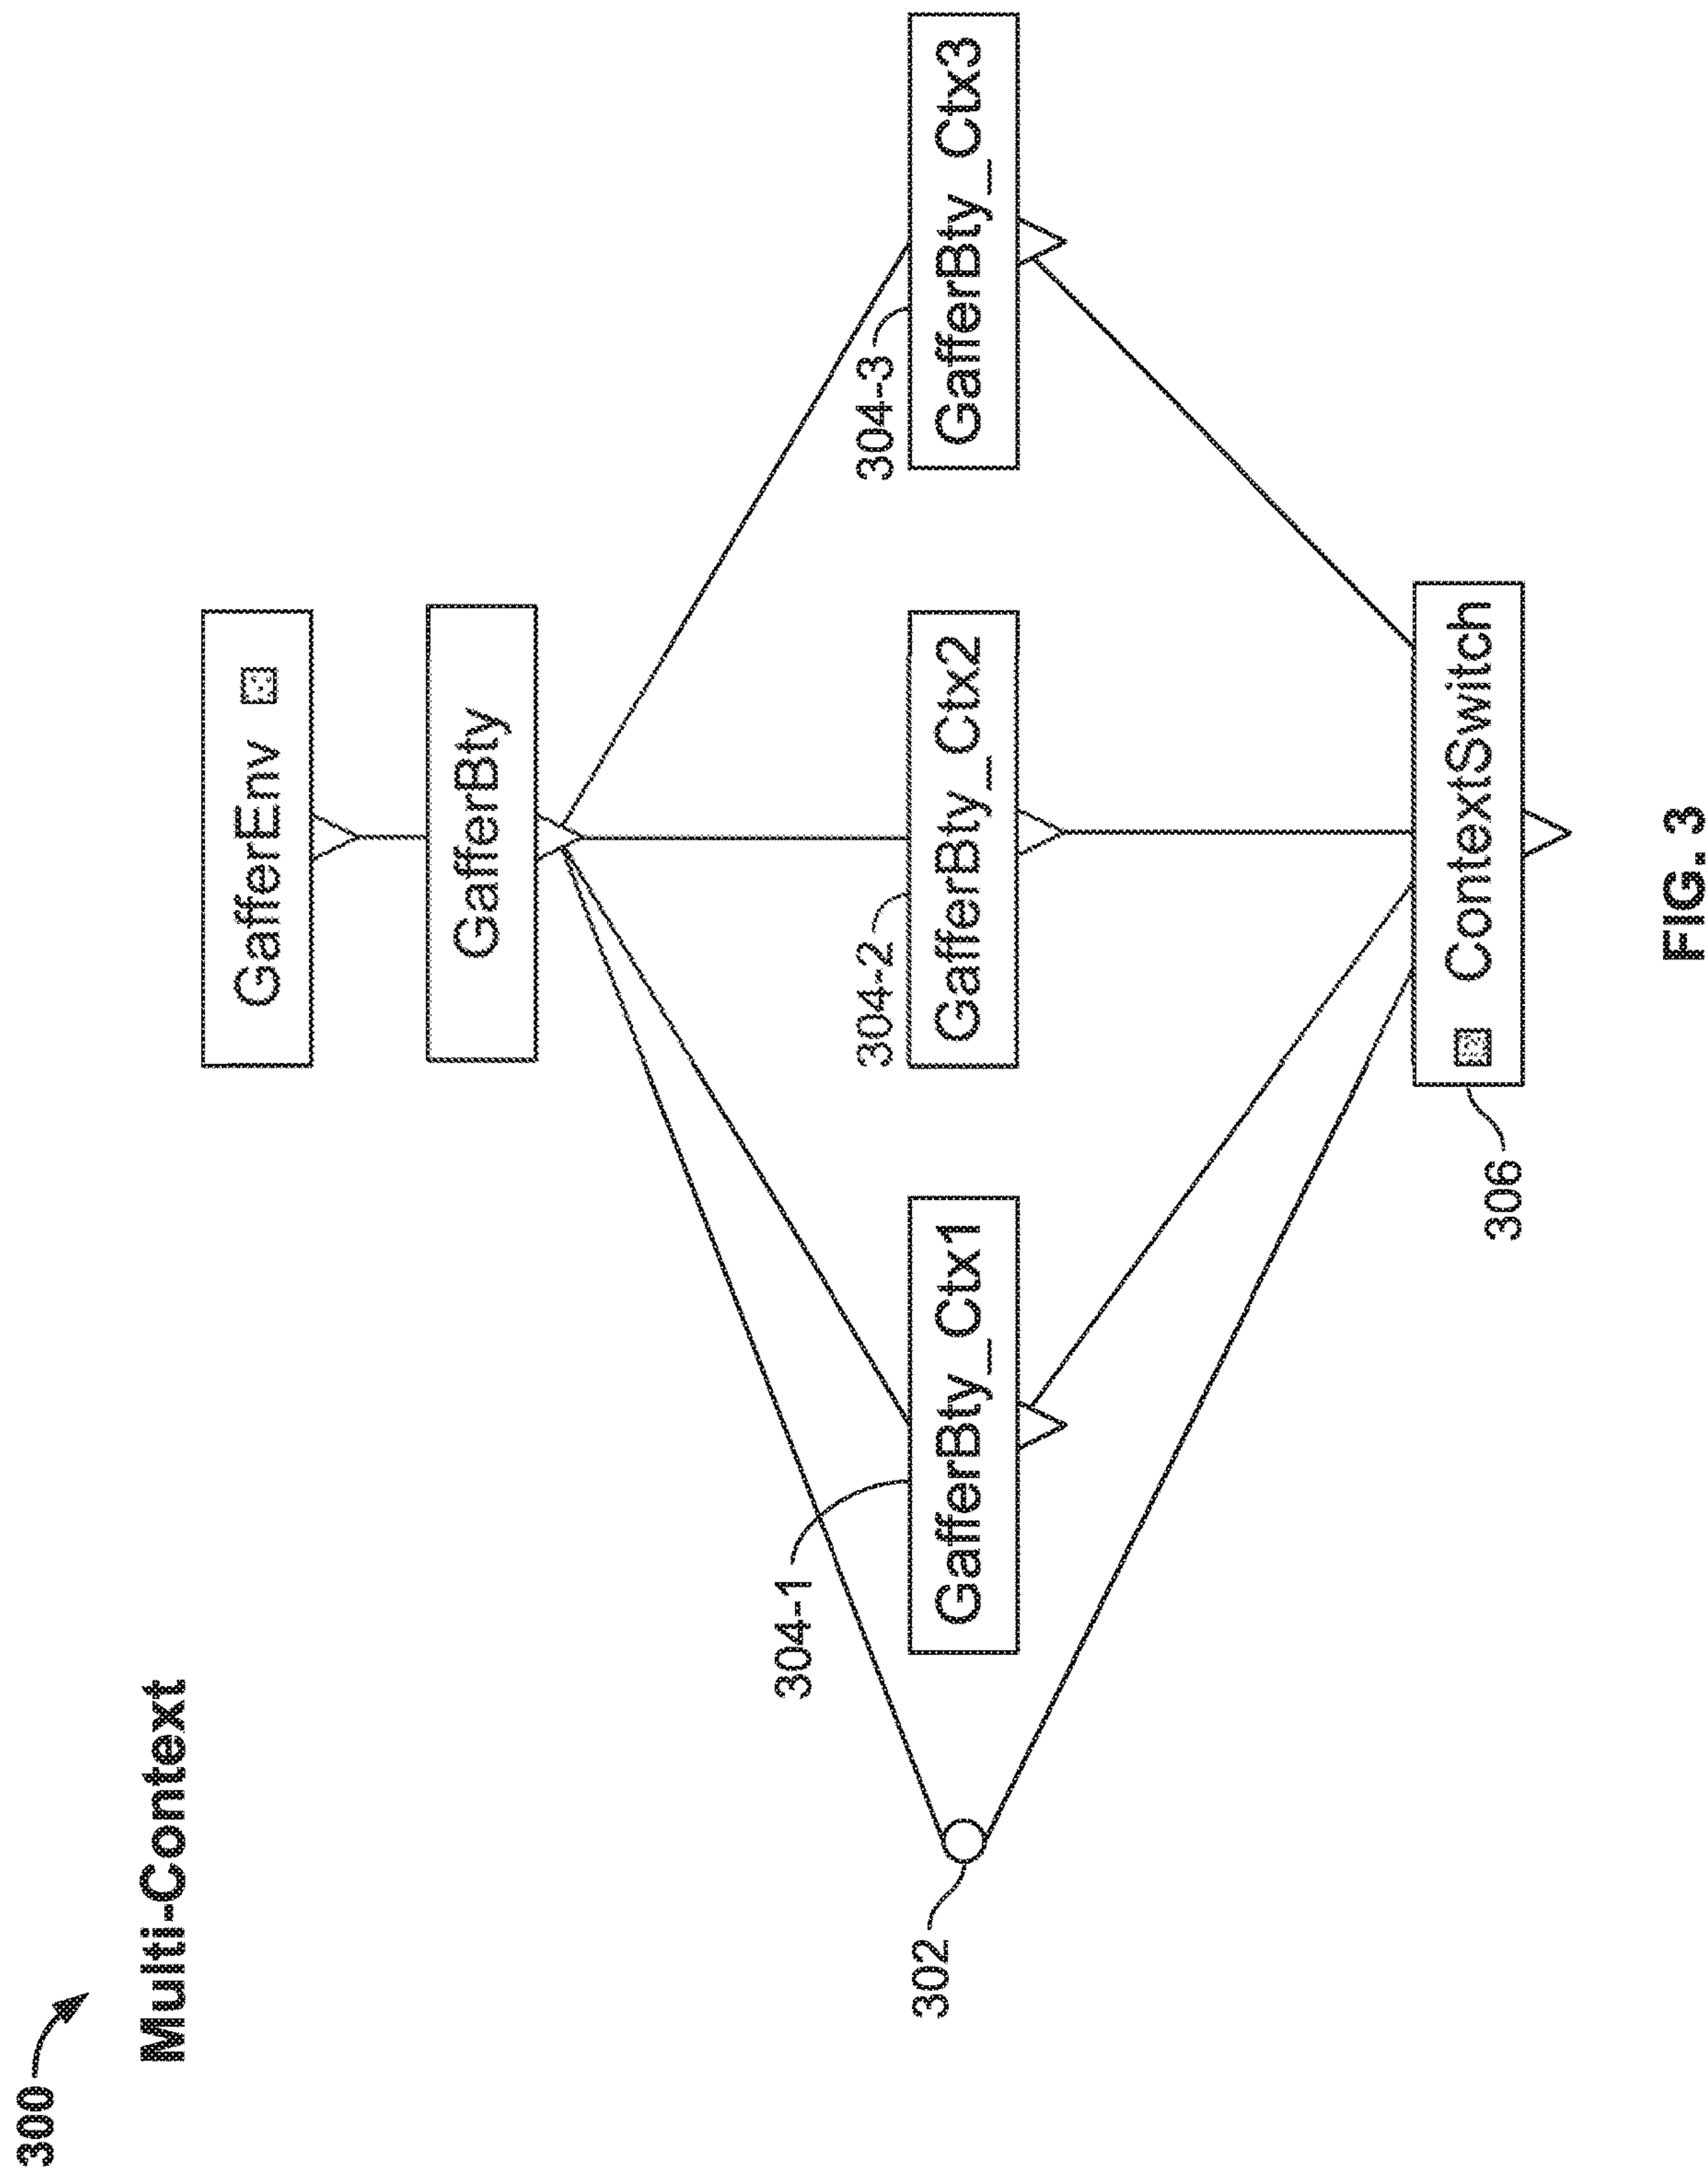 300
Multi-Context
GafferEnv
GafferBty
304-1
304-2
304-3
302
GafferBty_Ctx1
GafferBty_Ctx2
GafferBty_Ctx3
306
ContextSwitch
FIG. 3